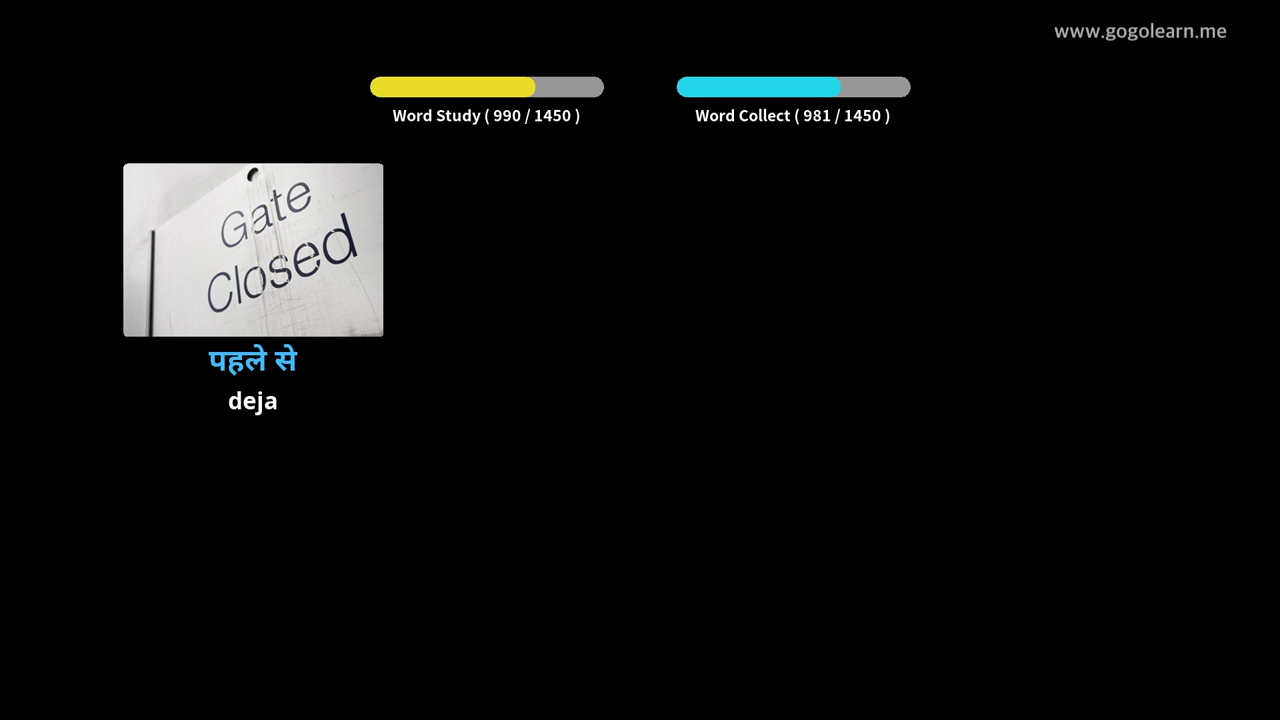 www.gogolearn.me
Word Study ( 990 / 1450 )
Word Collect ( 981 / 1450 )
Gate
Closed
पहले से
deja